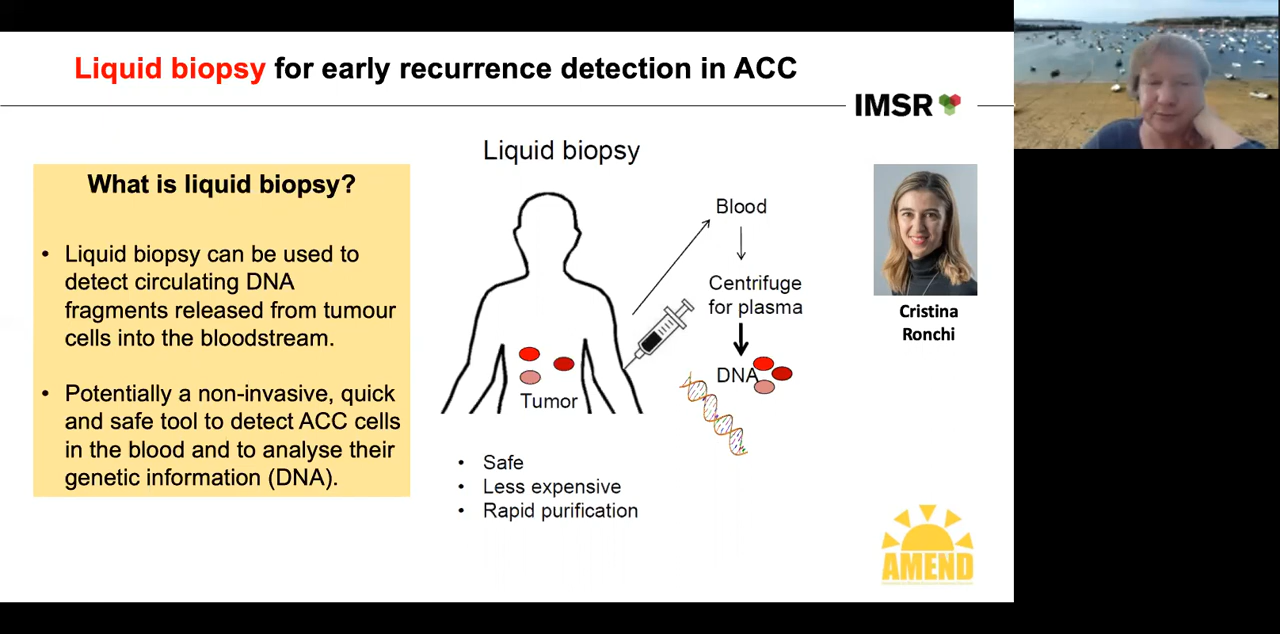 Liquid biopsy for early recurrence detection in ACC
IMSR
What is liquid biopsy?
• Liquid biopsy can be used to
detect circulating DNA
fragments released from tumour
cells into the bloodstream.
• Potentially a non-invasive, quick
and safe tool to detect ACC cells
in the blood and to analyse their
genetic information (DNA).
Liquid biopsy
Blood
Centrifuge
for plasma
DNA
Tumor
• Safe
• Less expensive
• Rapid purification
Cristina
Ronchi
AMEND